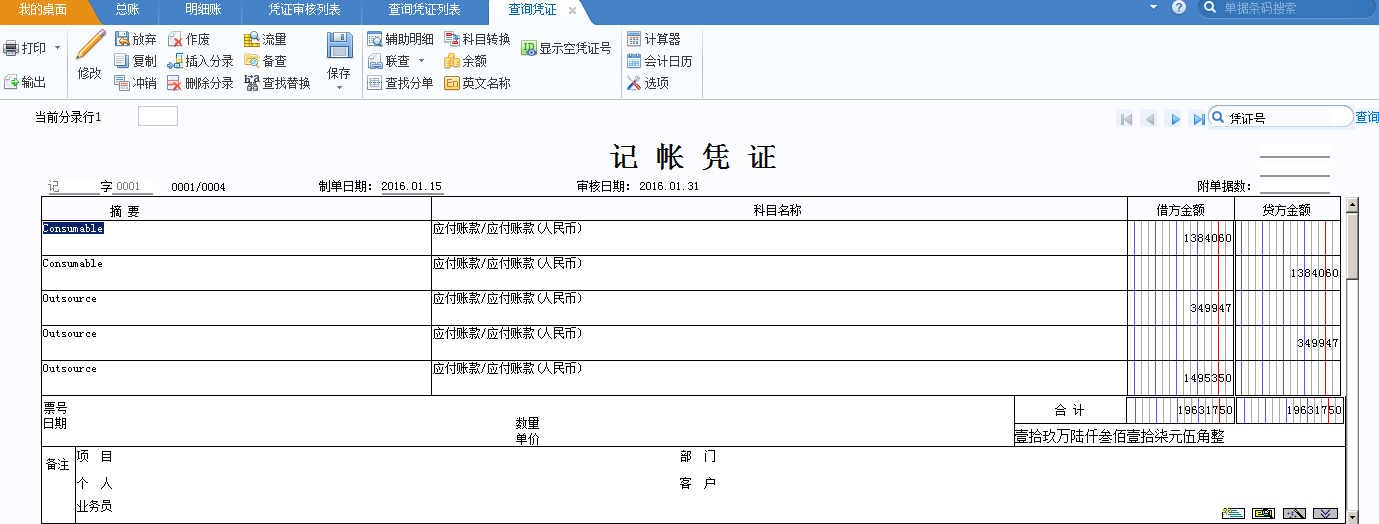 我的桌面 总账 明细账 凭证审核列表 查询凭证列表 查询凭证 单据条码搜索
打印 放弃 作废 流量 辅助明细 科目转换 计算器
修改 复制 插入分录 备查 保存 联查 余额 显示空凭证号 会计日历
输出 冲销 删除分录 查找替换 查找分单 英文名称 选项
当前分录行1 凭证号 查询
记 帐 凭 证
记 字 0001 0001/0004 制单日期: 2016.01.15 审核日期: 2016.01.31 附单据数:
摘 要 科目名称 借方金额 贷方金额
Consumable 应付账款/应付账款(人民币) 1384060
Consumable 应付账款/应付账款(人民币) 1384060
Outsource 应付账款/应付账款(人民币) 349947
Outsource 应付账款/应付账款(人民币) 349947
Outsource 应付账款/应付账款(人民币) 1495350
票号 合 计 19631750 19631750
日期 数量
单价 壹拾玖万陆仟叁佰壹拾柒元伍角整
备注 项 目 部 门
个 人 客 户
业务员